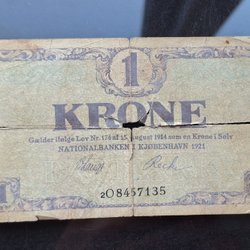 1
KRONE
Gælder ifølge Lov Nr. 174 af 15. August 1914 som en Krone i Sølv
NATIONALBANKEN I KJØBENHAVN 1921
2O8457135